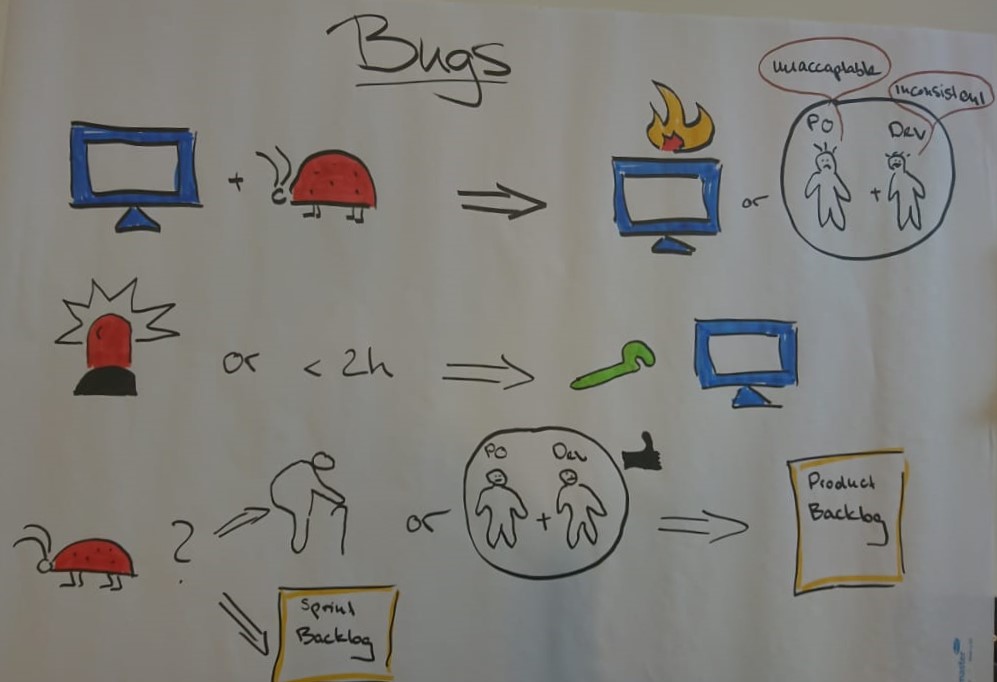 Bugs
unaccaptable
inconsistent
PO
Dev
+
or
+
or < 2h
PO
Dev
Product
Backlog
?
or
+
Sprint
Backlog